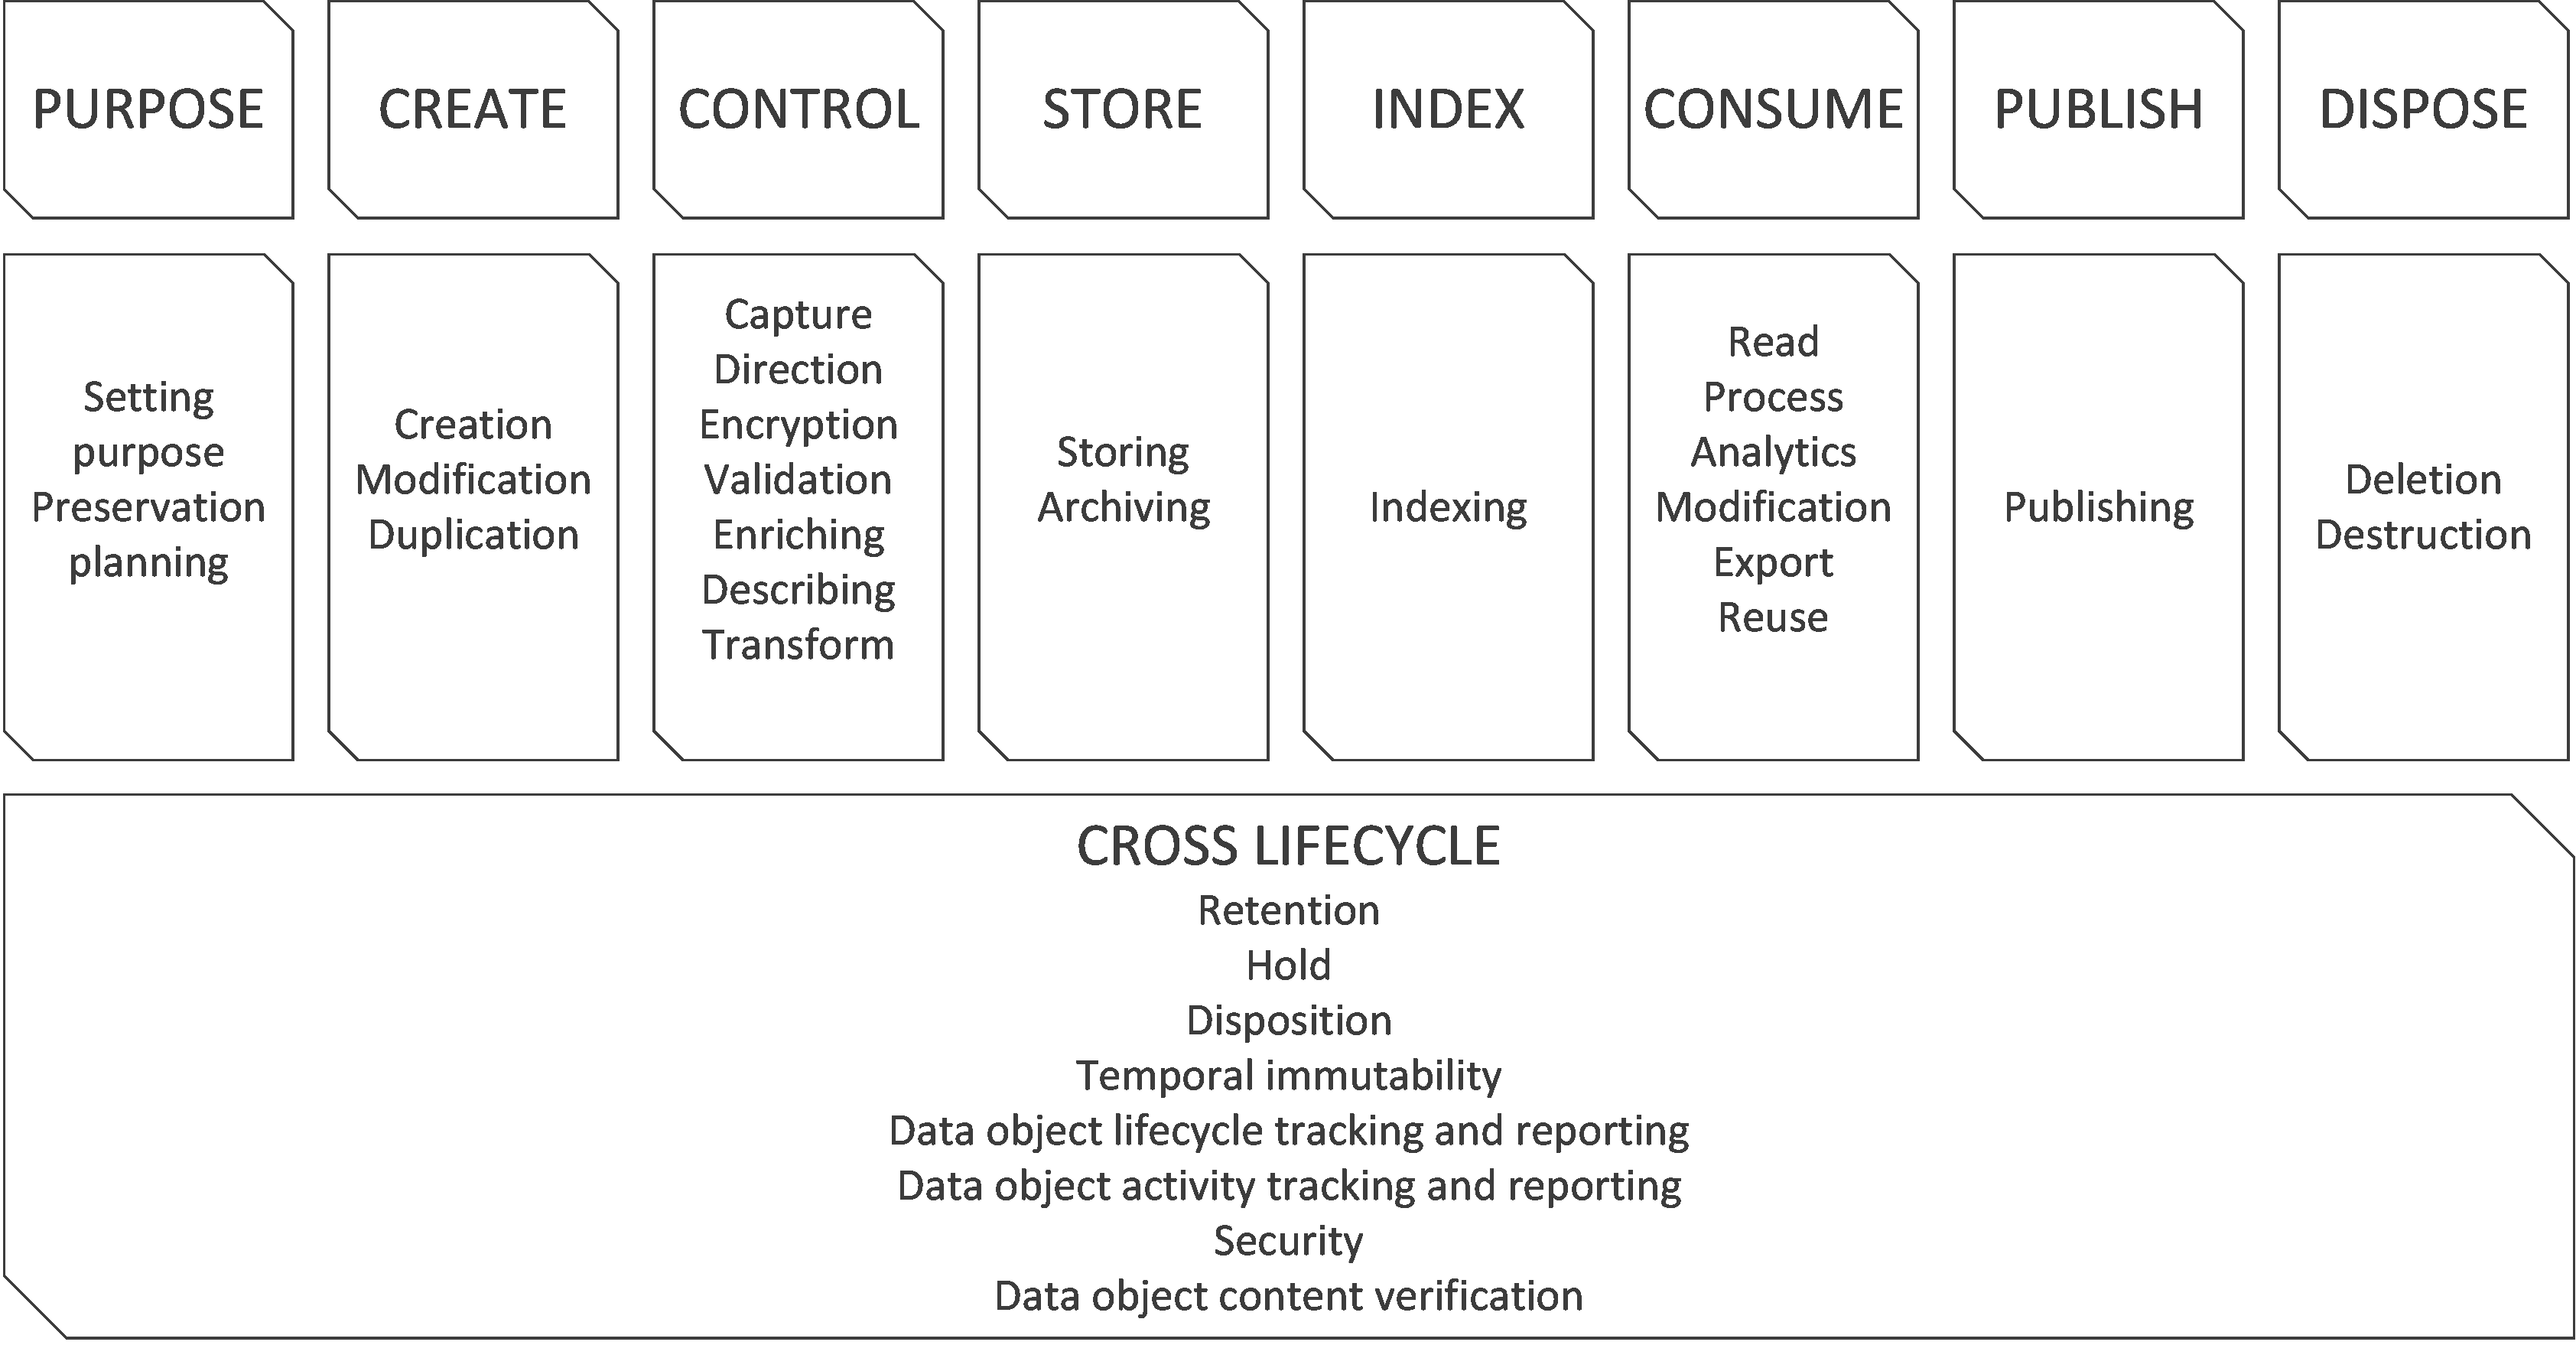 PURPOSE
CREATE
CONTROL
STORE
INDEX
CONSUME
PUBLISH
DISPOSE
Setting
purpose
Preservation
planning
Creation
Modification
Duplication
Capture
Direction
Encryption
Validation
Enriching
Describing
Transform
Storing
Archiving
Indexing
Read
Process
Analytics
Modification
Export
Reuse
Publishing
Deletion
Destruction
CROSS LIFECYCLE
Retention
Hold
Disposition
Temporal immutability
Data object lifecycle tracking and reporting
Data object activity tracking and reporting
Security
Data object content verification